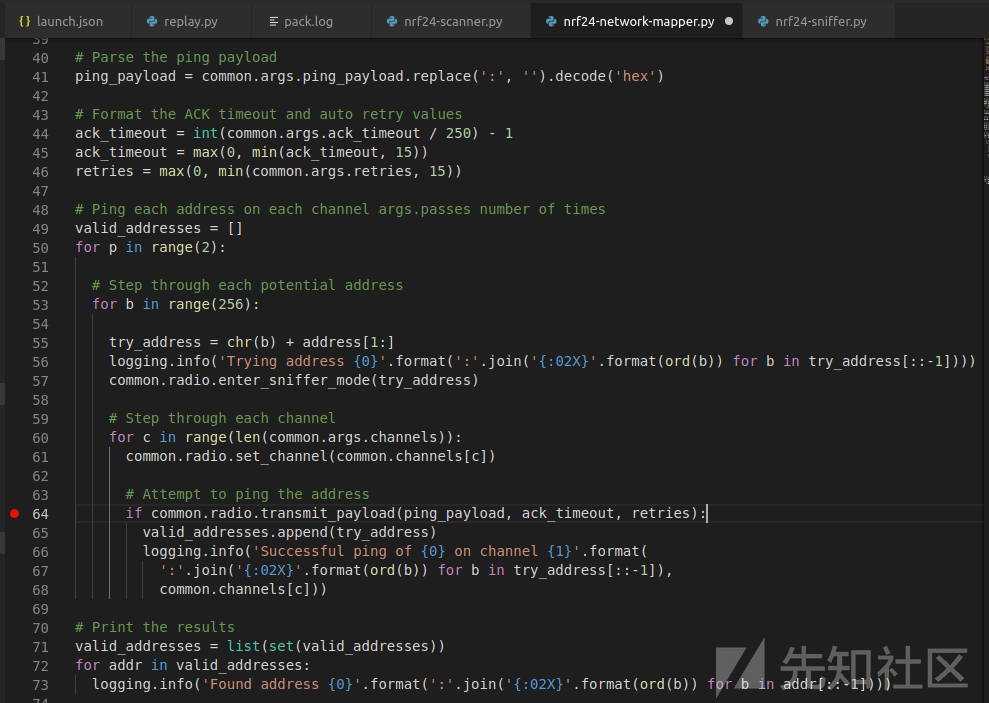 launch.json replay.py pack.log nrf24-scanner.py nrf24-network-mapper.py nrf24-sniffer.py
39
40 # Parse the ping payload
41 ping_payload = common.args.ping_payload.replace(':', '').decode('hex')
42
43 # Format the ACK timeout and auto retry values
44 ack_timeout = int(common.args.ack_timeout / 250) - 1
45 ack_timeout = max(0, min(ack_timeout, 15))
46 retries = max(0, min(common.args.retries, 15))
47
48 # Ping each address on each channel args.passes number of times
49 valid_addresses = []
50 for p in range(2):
51
52 # Step through each potential address
53 for b in range(256):
54
55 try_address = chr(b) + address[1:]
56 logging.info('Trying address {0}'.format(':'.join('{:02X}'.format(ord(b)) for b in try_address[::-1])))
57 common.radio.enter_sniffer_mode(try_address)
58
59 # Step through each channel
60 for c in range(len(common.args.channels)):
61 common.radio.set_channel(common.channels[c])
62
63 # Attempt to ping the address
64 if common.radio.transmit_payload(ping_payload, ack_timeout, retries):
65 valid_addresses.append(try_address)
66 logging.info('Successful ping of {0} on channel {1}'.format(
67 ':'.join('{:02X}'.format(ord(b)) for b in try_address[::-1]),
68 common.channels[c]))
69
70 # Print the results
71 valid_addresses = list(set(valid_addresses))
72 for addr in valid_addresses:
73 logging.info('Found address {0}'.format(':'.join('{:02X}'.format(ord(b)) for b in addr[::-1])))
74
先知社区